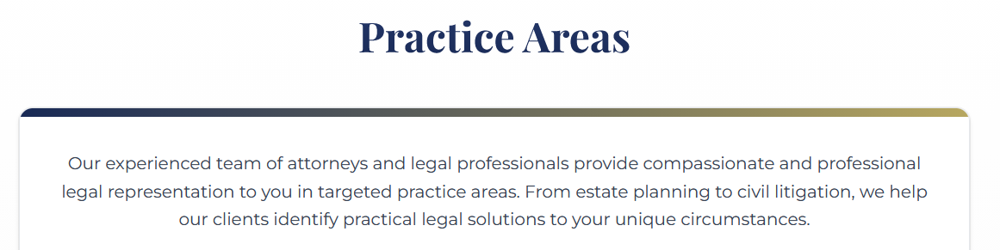 Practice Areas
Our experienced team of attorneys and legal professionals provide compassionate and professional
legal representation to you in targeted practice areas. From estate planning to civil litigation, we help
our clients identify practical legal solutions to your unique circumstances.